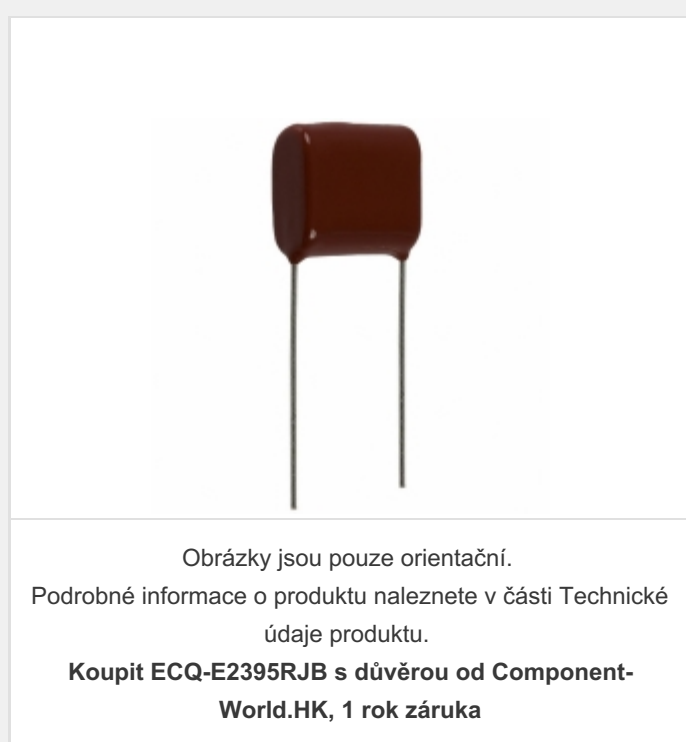 Obrázky jsou pouze orientační.
Podrobné informace o produktu naleznete v části Technické
údaje produktu.
Koupit ECQ-E2395RJB s důvěrou od Component-
World.HK, 1 rok záruka